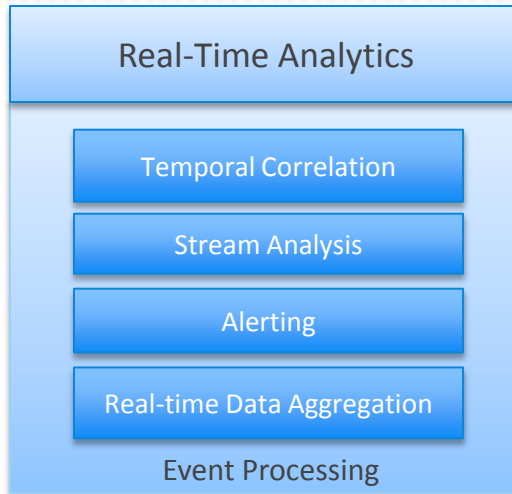 Real-Time Analytics
Temporal Correlation
Stream Analysis
Alerting
Real-time Data Aggregation
Event Processing